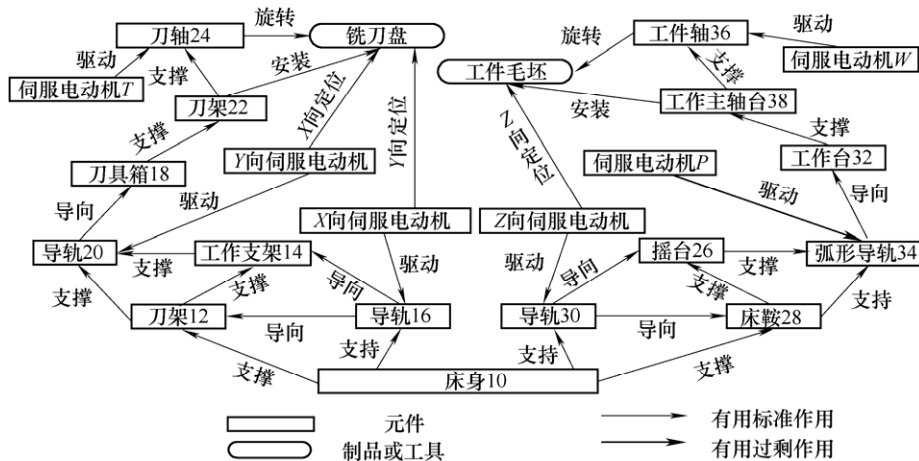 旋转
刀轴24
铣刀盘
工件轴36
旋转
驱动
安装
支撑
工件毛坯
支撑
驱动
伺服电动机W
伺服电动机T
支撑
刀架22
安装
工作主轴台38
X向定位
Y向定位
Z向定位
支撑
支撑
Y向伺服电动机
伺服电动机P
工作台32
刀具箱18
驱动
驱动
导向
导向
X向伺服电动机
Z向伺服电动机
导轨20
支撑
工作支架14
驱动
驱动
摇台26
支撑
弧形导轨34
支撑
支撑
导向
导向
支撑
支持
刀架12
导向
导轨16
导轨30
导向
床鞍28
支撑
支持
支持
支撑
床身10
元件
有用标准作用
制品或工具
有用过剩作用